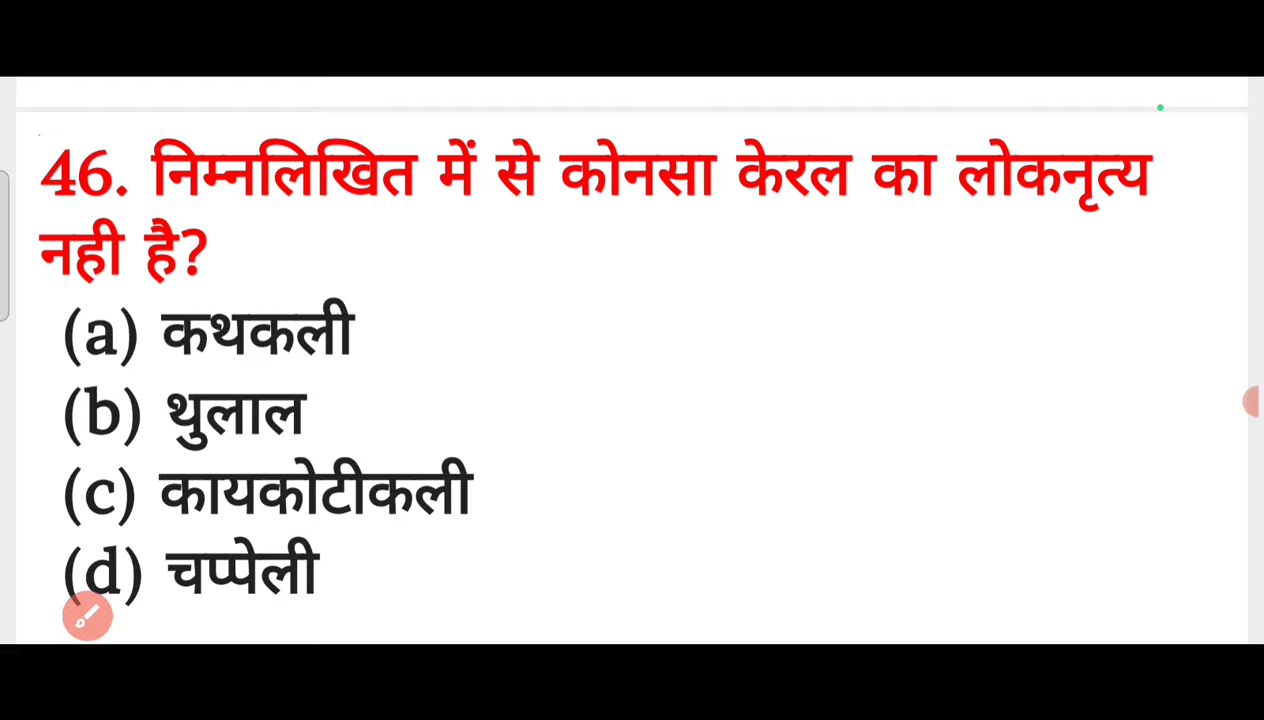 46. निम्नलिखित में से कोनसा केरल का लोकनृत्य
नही है?
(a) कथकली
(b) थुलाल
(c) कायकोटीकली
(d) चप्पेली